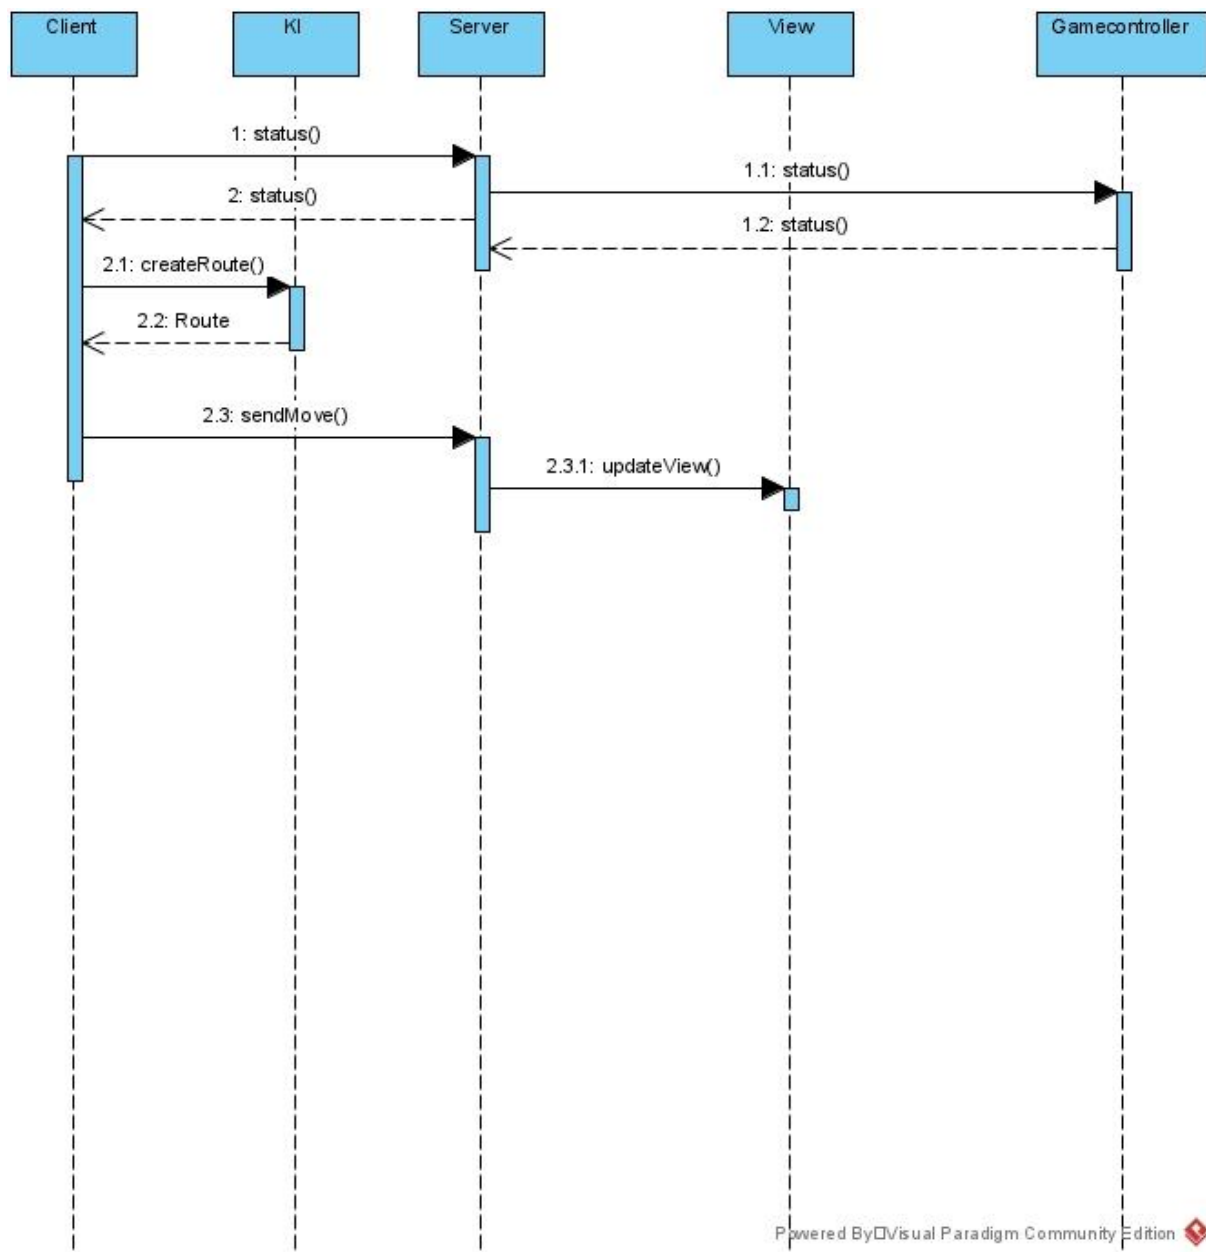 Client
KI
Server
View
Gamecontroller
1: status()
1.1: status()
2: status()
1.2: status()
2.1: createRoute()
2.2: Route
2.3: sendMove()
2.3.1: updateView()
Powered By□Visual Paradigm Community Edition